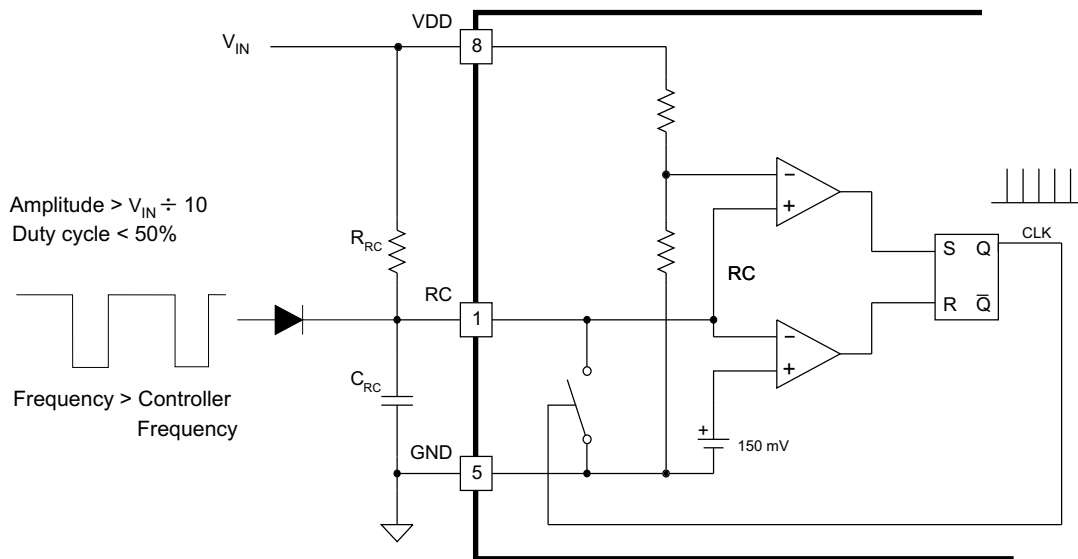 VDD
8
V_IN
Amplitude > V_IN ÷ 10
Duty cycle < 50%
R_RC
−
+
CLK
S Q
RC
RC
1
R Q̅
−
+
C_RC
Frequency > Controller
Frequency
+
150 mV
GND
5